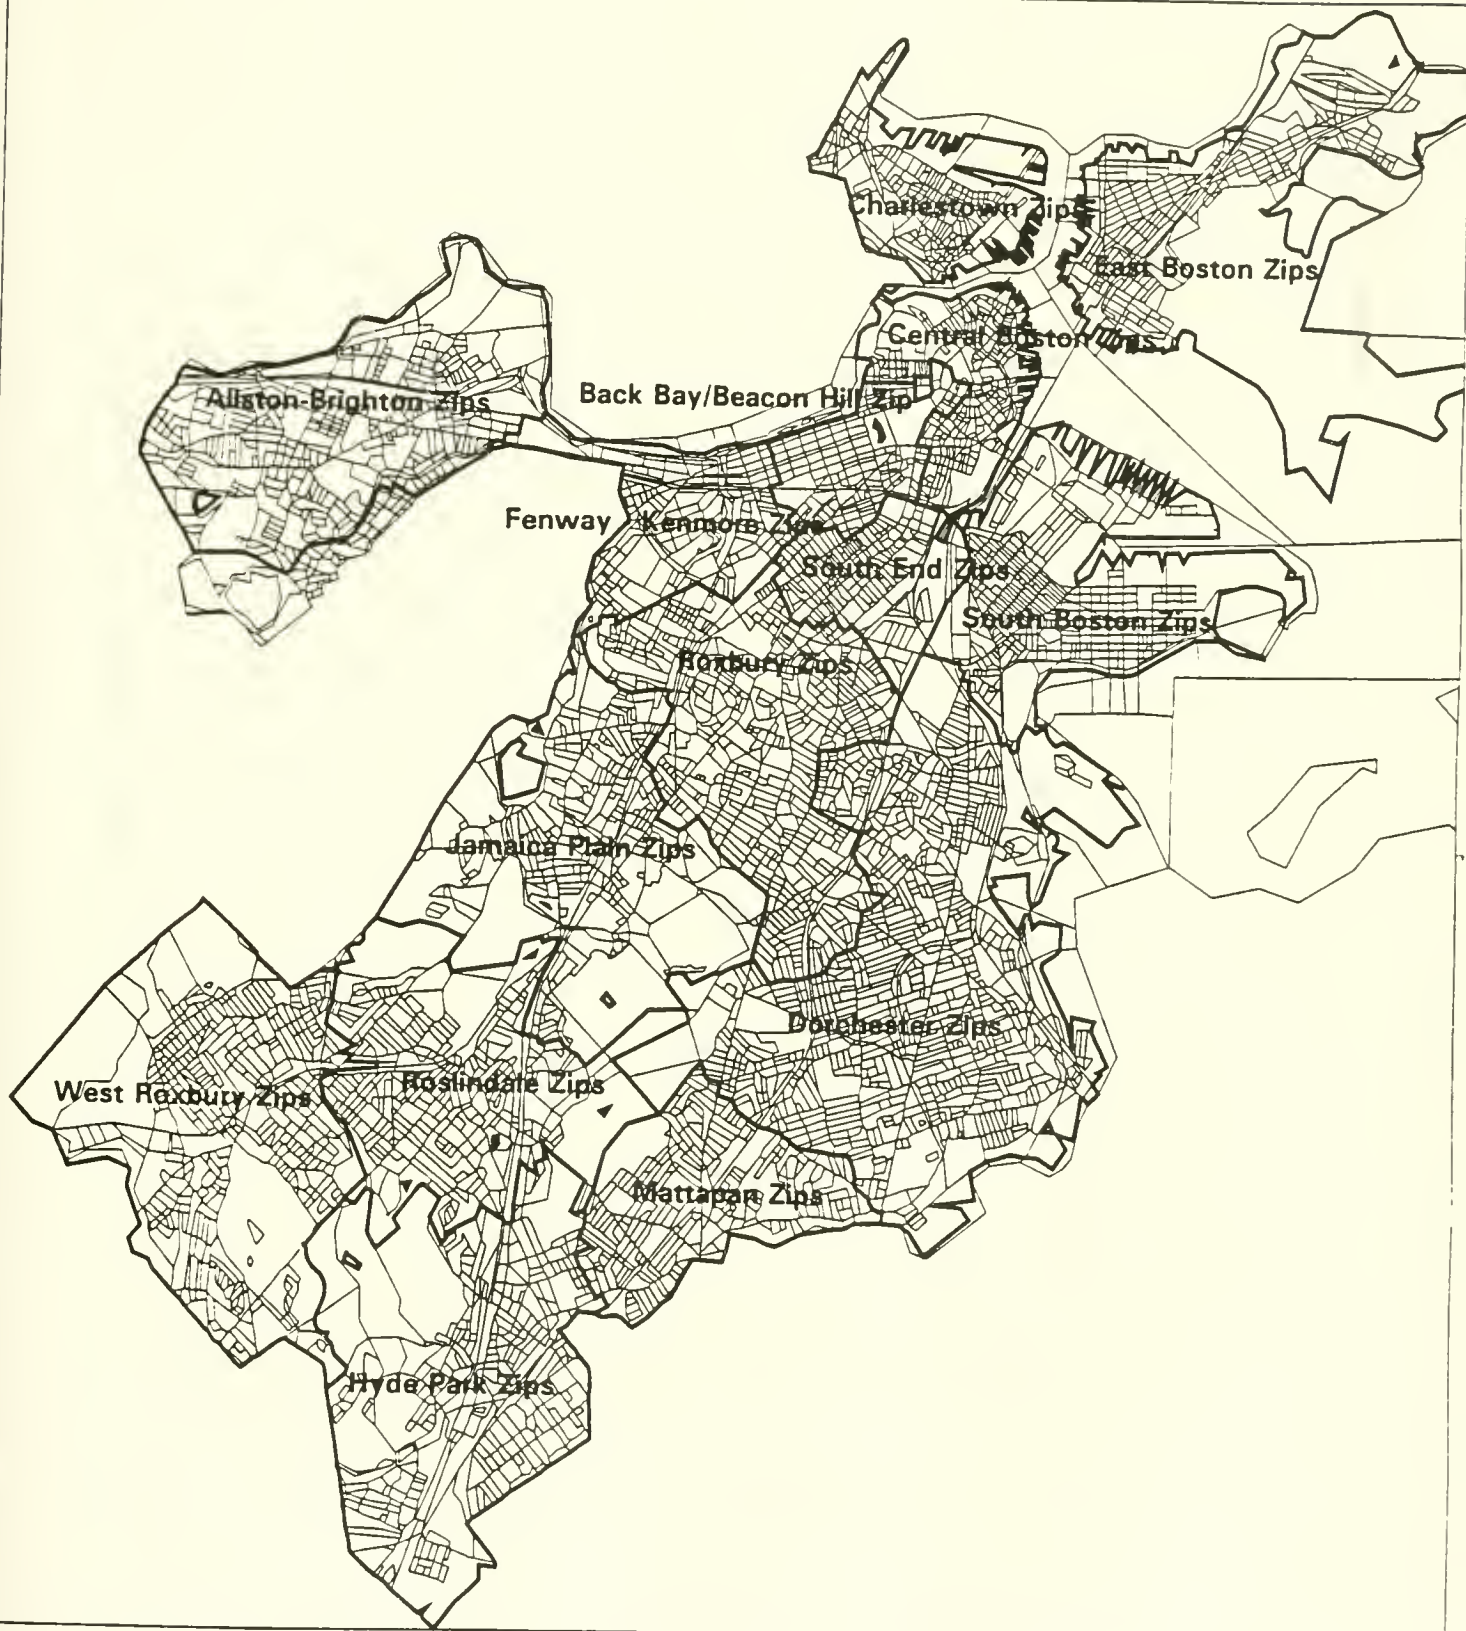 Charlestown Zips
East Boston Zips
Central Boston Zips
Back Bay/Beacon Hill Zip
Allston-Brighton Zips
Fenway / Kenmore Zips
South End Zips
South Boston Zips
Roxbury Zips
Jamaica Plain Zips
Dorchester Zips
Roslindale Zips
West Roxbury Zips
Mattapan Zips
Hyde Park Zips